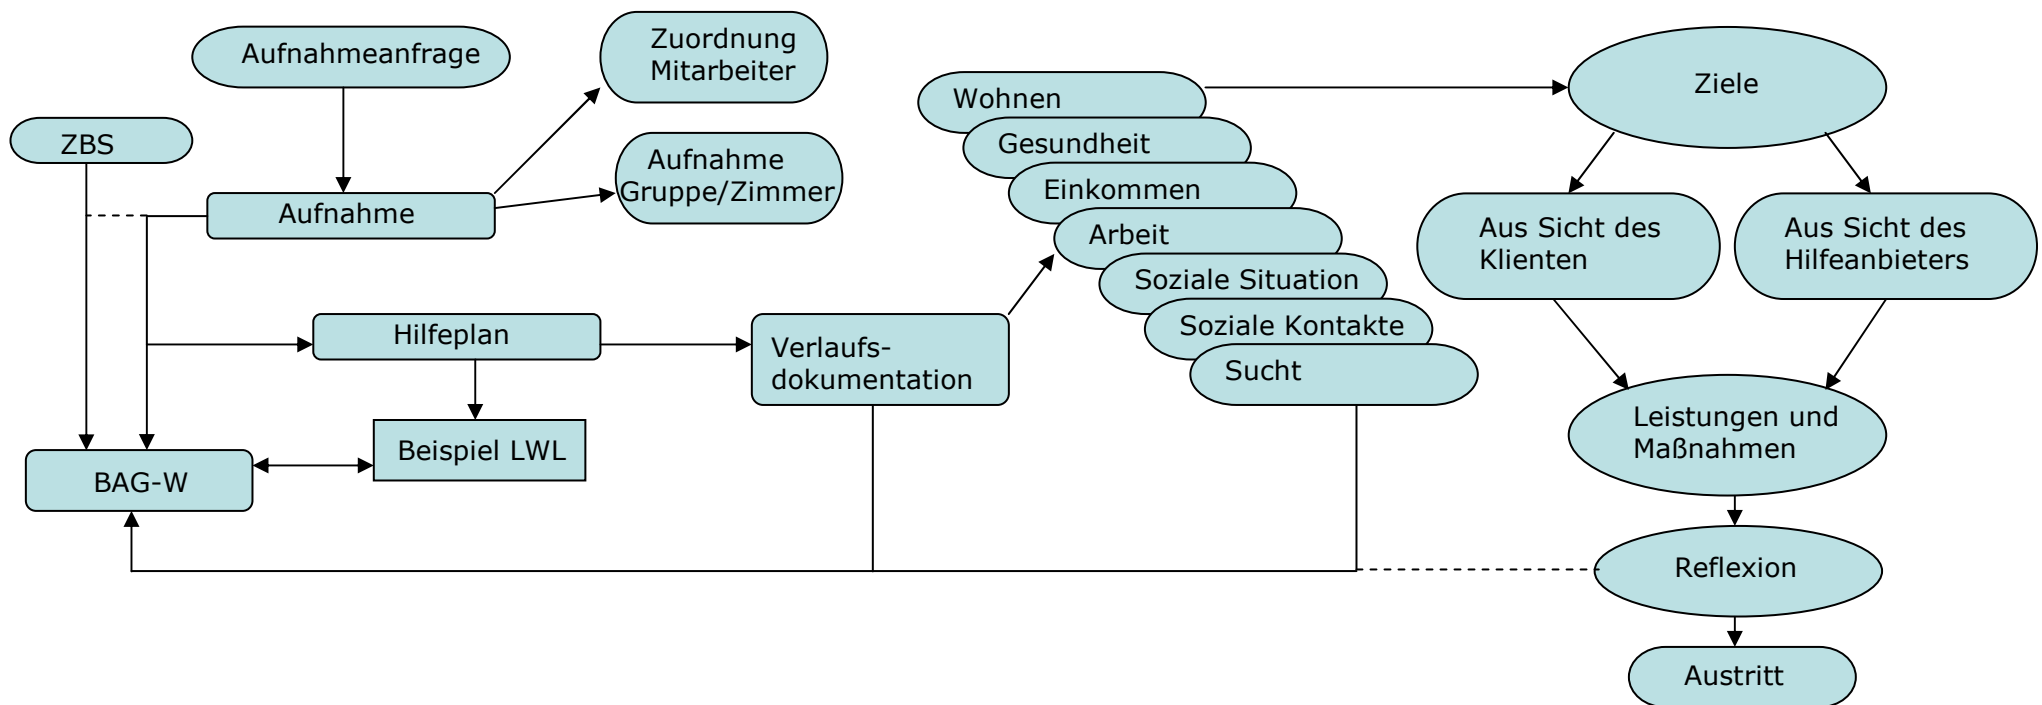 Aufnahmeanfrage
Zuordnung
Mitarbeiter
ZBS
Aufnahme
Gruppe/Zimmer
Aufnahme
Hilfeplan
Beispiel LWL
BAG-W
Verlaufs-
dokumentation
Wohnen
Gesundheit
Einkommen
Arbeit
Soziale Situation
Soziale Kontakte
Sucht
Ziele
Aus Sicht des
Klienten
Aus Sicht des
Hilfeanbieters
Leistungen und
Maßnahmen
Reflexion
Austritt